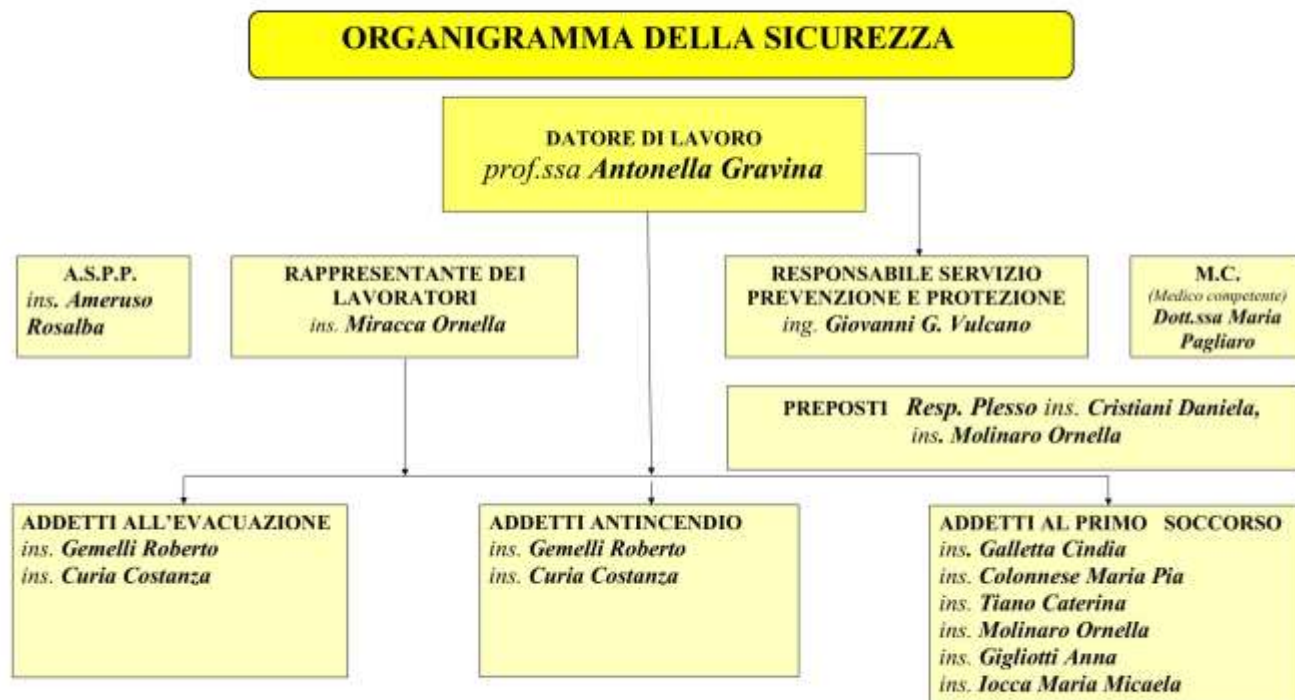 ORGANIGRAMMA DELLA SICUREZZA
DATORE DI LAVORO
prof.ssa Antonella Gravina
A.S.P.P.
ins. Ameruso
Rosalba
RAPPRESENTANTE DEI
LAVORATORI
ins. Miracca Ornella
RESPONSABILE SERVIZIO
PREVENZIONE E PROTEZIONE
ing. Giovanni G. Vulcano
M.C.
(Medico competente)
Dott.ssa Maria
Pagliaro
PREPOSTI Resp. Plesso ins. Cristiani Daniela,
ins. Molinaro Ornella
ADDETTI ALL'EVACUAZIONE
ins. Gemelli Roberto
ins. Curia Costanza
ADDETTI ANTINCENDIO
ins. Gemelli Roberto
ins. Curia Costanza
ADDETTI AL PRIMO SOCCORSO
ins. Galletta Cindia
ins. Colonnese Maria Pia
ins. Tiano Caterina
ins. Molinaro Ornella
ins. Gigliotti Anna
ins. Iocca Maria Micaela